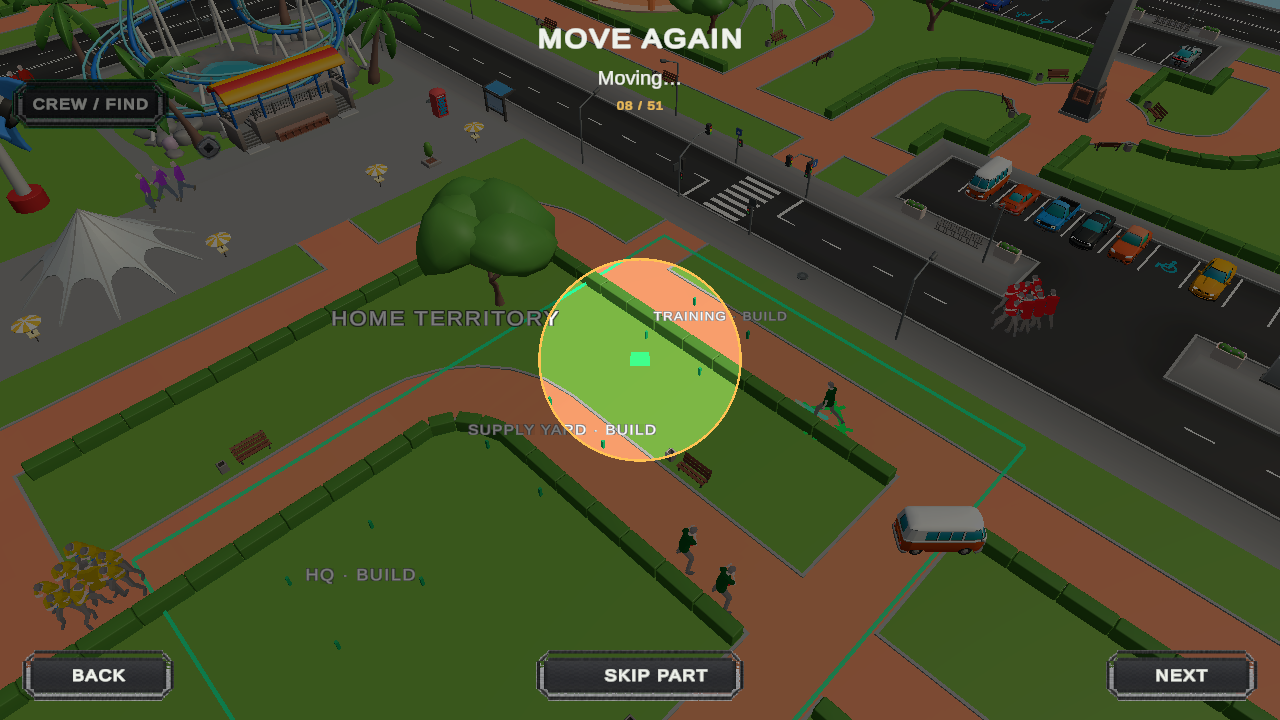 MOVE AGAIN
Moving...
08 / 51
CREW / FIND
HOME TERRITORY
TRAINING · BUILD
SUPPLY YARD · BUILD
HQ · BUILD
BACK
SKIP PART
NEXT